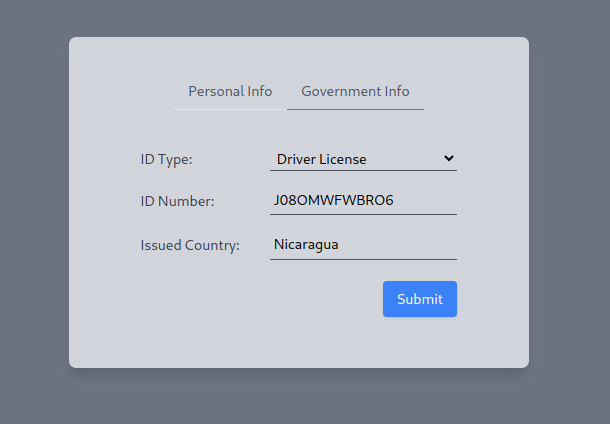 Personal Info Government Info
ID Type: Driver License
ID Number: J08OMWFWBRO6
Issued Country: Nicaragua
Submit